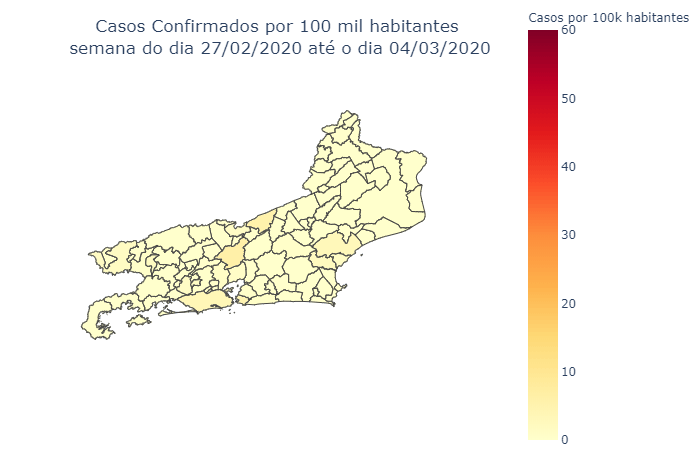 Casos Confirmados por 100 mil habitantes
semana do dia 27/02/2020 até o dia 04/03/2020
Casos por 100k habitantes
60
50
40
30
20
10
0